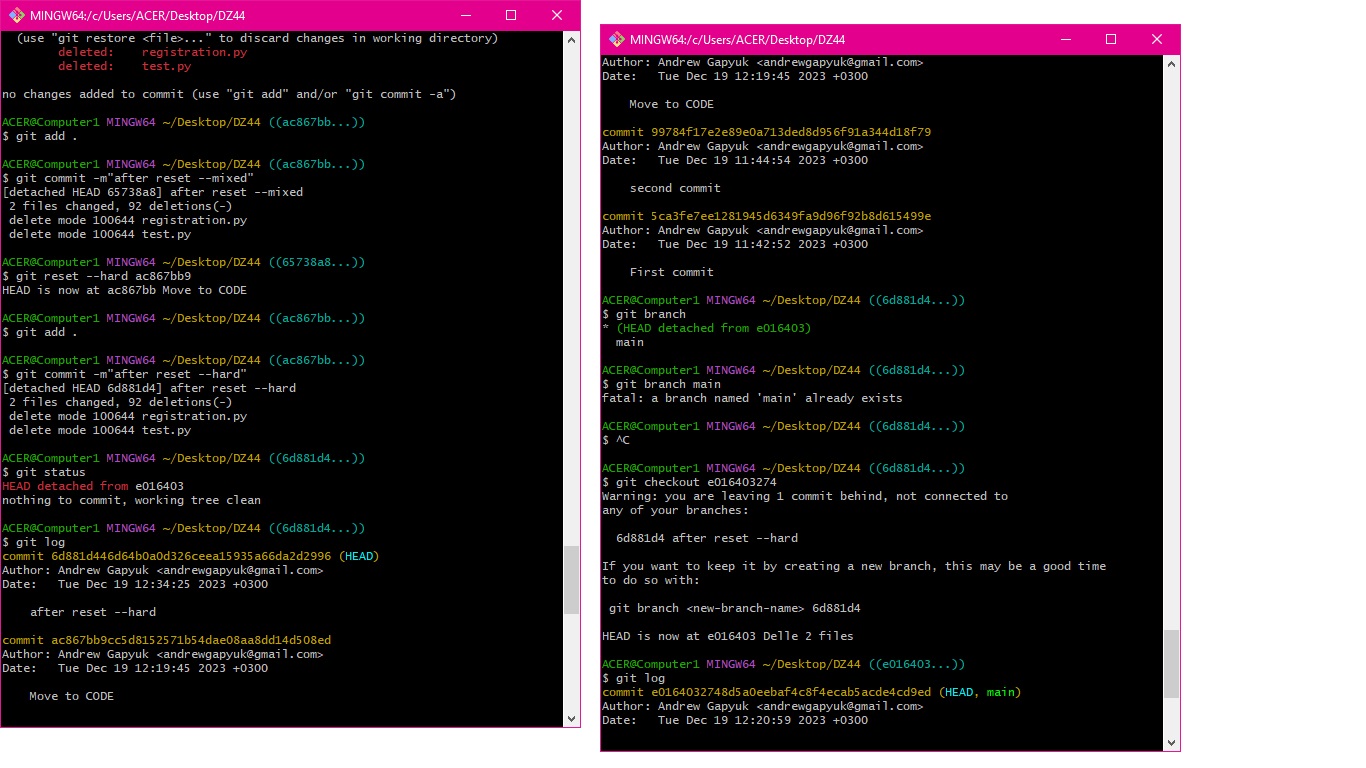 MINGW64:/c/Users/ACER/Desktop/DZ44
(use "git restore <file>..." to discard changes in working directory)
deleted:    registration.py
deleted:    test.py
no changes added to commit (use "git add" and/or "git commit -a")
ACER@Computer1 MINGW64 ~/Desktop/DZ44 ((ac867bb...))
$ git add .
ACER@Computer1 MINGW64 ~/Desktop/DZ44 ((ac867bb...))
$ git commit -m"after reset --mixed"
[detached HEAD 65738a8] after reset --mixed
2 files changed, 92 deletions(-)
delete mode 100644 registration.py
delete mode 100644 test.py
ACER@Computer1 MINGW64 ~/Desktop/DZ44 ((65738a8...))
$ git reset --hard ac867bb9
HEAD is now at ac867bb Move to CODE
ACER@Computer1 MINGW64 ~/Desktop/DZ44 ((ac867bb...))
$ git add .
ACER@Computer1 MINGW64 ~/Desktop/DZ44 ((ac867bb...))
$ git commit -m"after reset --hard"
[detached HEAD 6d881d4] after reset --hard
2 files changed, 92 deletions(-)
delete mode 100644 registration.py
delete mode 100644 test.py
ACER@Computer1 MINGW64 ~/Desktop/DZ44 ((6d881d4...))
$ git status
HEAD detached from e016403
nothing to commit, working tree clean
ACER@Computer1 MINGW64 ~/Desktop/DZ44 ((6d881d4...))
$ git log
commit 6d881d446d64b0a0d326ceea15935a66da2d2996 (HEAD)
Author: Andrew Gapyuk <andrewgapyuk@gmail.com>
Date:   Tue Dec 19 12:34:25 2023 +0300
after reset --hard
commit ac867bb9cc5d8152571b54dae08aa8dd14d508ed
Author: Andrew Gapyuk <andrewgapyuk@gmail.com>
Date:   Tue Dec 19 12:19:45 2023 +0300
Move to CODE
MINGW64:/c/Users/ACER/Desktop/DZ44
Author: Andrew Gapyuk <andrewgapyuk@gmail.com>
Date:   Tue Dec 19 12:19:45 2023 +0300
Move to CODE
commit 99784f17e2e89e0a713ded8d956f91a344d18f79
Author: Andrew Gapyuk <andrewgapyuk@gmail.com>
Date:   Tue Dec 19 11:44:54 2023 +0300
second commit
commit 5ca3fe7ee1281945d6349fa9d96f92b8d615499e
Author: Andrew Gapyuk <andrewgapyuk@gmail.com>
Date:   Tue Dec 19 11:42:52 2023 +0300
First commit
ACER@Computer1 MINGW64 ~/Desktop/DZ44 ((6d881d4...))
$ git branch
* (HEAD detached from e016403)
main
ACER@Computer1 MINGW64 ~/Desktop/DZ44 ((6d881d4...))
$ git branch main
fatal: a branch named 'main' already exists
ACER@Computer1 MINGW64 ~/Desktop/DZ44 ((6d881d4...))
$ ^C
ACER@Computer1 MINGW64 ~/Desktop/DZ44 ((6d881d4...))
$ git checkout e016403274
Warning: you are leaving 1 commit behind, not connected to
any of your branches:
6d881d4 after reset --hard
If you want to keep it by creating a new branch, this may be a good time
to do so with:
git branch <new-branch-name> 6d881d4
HEAD is now at e016403 Delle 2 files
ACER@Computer1 MINGW64 ~/Desktop/DZ44 ((e016403...))
$ git log
commit e0164032748d5a0eebaf4c8f4ecab5acde4cd9ed (HEAD, main)
Author: Andrew Gapyuk <andrewgapyuk@gmail.com>
Date:   Tue Dec 19 12:20:59 2023 +0300